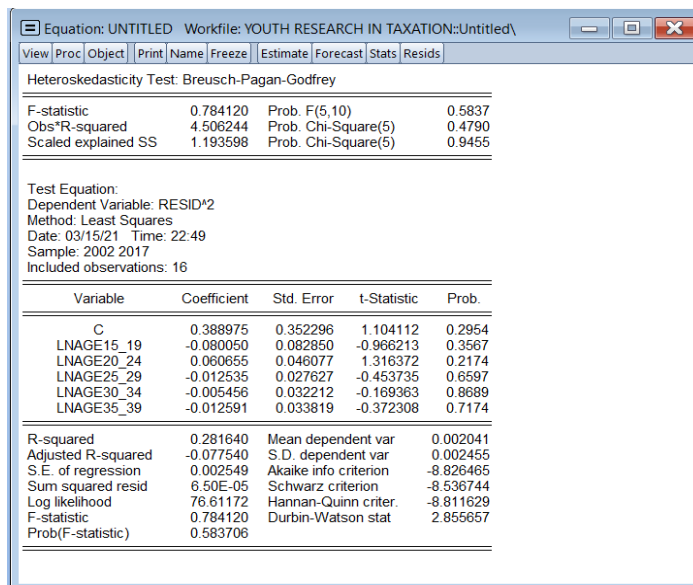 Equation: UNTITLED Workfile: YOUTH RESEARCH IN TAXATION::Untitled\
View Proc Object Print Name Freeze Estimate Forecast Stats Resids
Heteroskedasticity Test: Breusch-Pagan-Godfrey
F-statistic 0.784120 Prob. F(5,10) 0.5837
Obs*R-squared 4.506244 Prob. Chi-Square(5) 0.4790
Scaled explained SS 1.193598 Prob. Chi-Square(5) 0.9455
Test Equation:
Dependent Variable: RESID^2
Method: Least Squares
Date: 03/15/21 Time: 22:49
Sample: 2002 2017
Included observations: 16
Variable Coefficient Std. Error t-Statistic Prob.
C 0.388975 0.352296 1.104112 0.2954
LNAGE15_19 -0.080050 0.082850 -0.966213 0.3567
LNAGE20_24 0.060655 0.046077 1.316372 0.2174
LNAGE25_29 -0.012535 0.027627 -0.453735 0.6597
LNAGE30_34 -0.005456 0.032212 -0.169363 0.8689
LNAGE35_39 -0.012591 0.033819 -0.372308 0.7174
R-squared 0.281640 Mean dependent var 0.002041
Adjusted R-squared -0.077540 S.D. dependent var 0.002455
S.E. of regression 0.002549 Akaike info criterion -8.826465
Sum squared resid 6.50E-05 Schwarz criterion -8.536744
Log likelihood 76.61172 Hannan-Quinn criter. -8.811629
F-statistic 0.784120 Durbin-Watson stat 2.855657
Prob(F-statistic) 0.583706